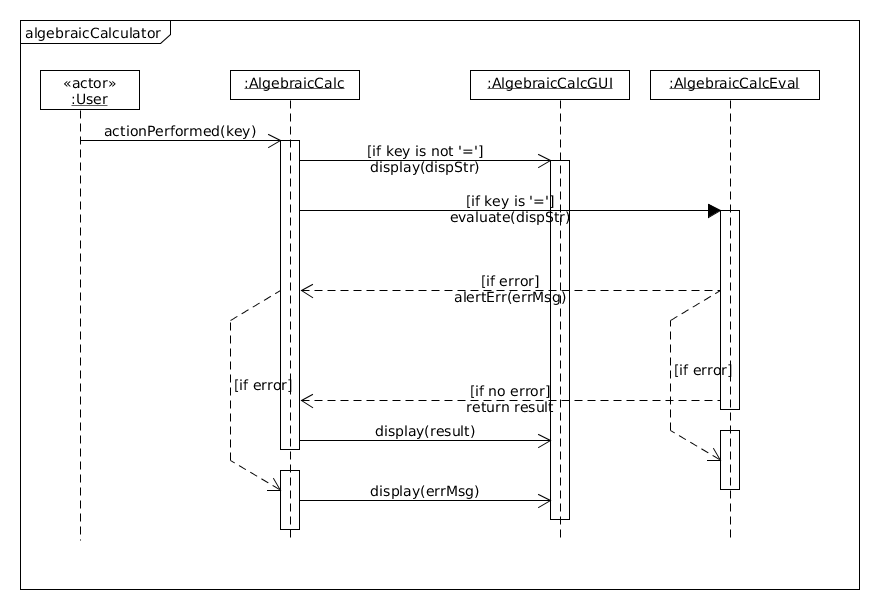 algebraicCalculator
«actor»
:User
:AlgebraicCalc
:AlgebraicCalcGUI
:AlgebraicCalcEval
actionPerformed(key)
[if key is not '=']
display(dispStr)
[if key is '=']
evaluate(dispStr)
[if error]
alertErr(errMsg)
[if error]
[if error]
[if no error]
return result
display(result)
display(errMsg)